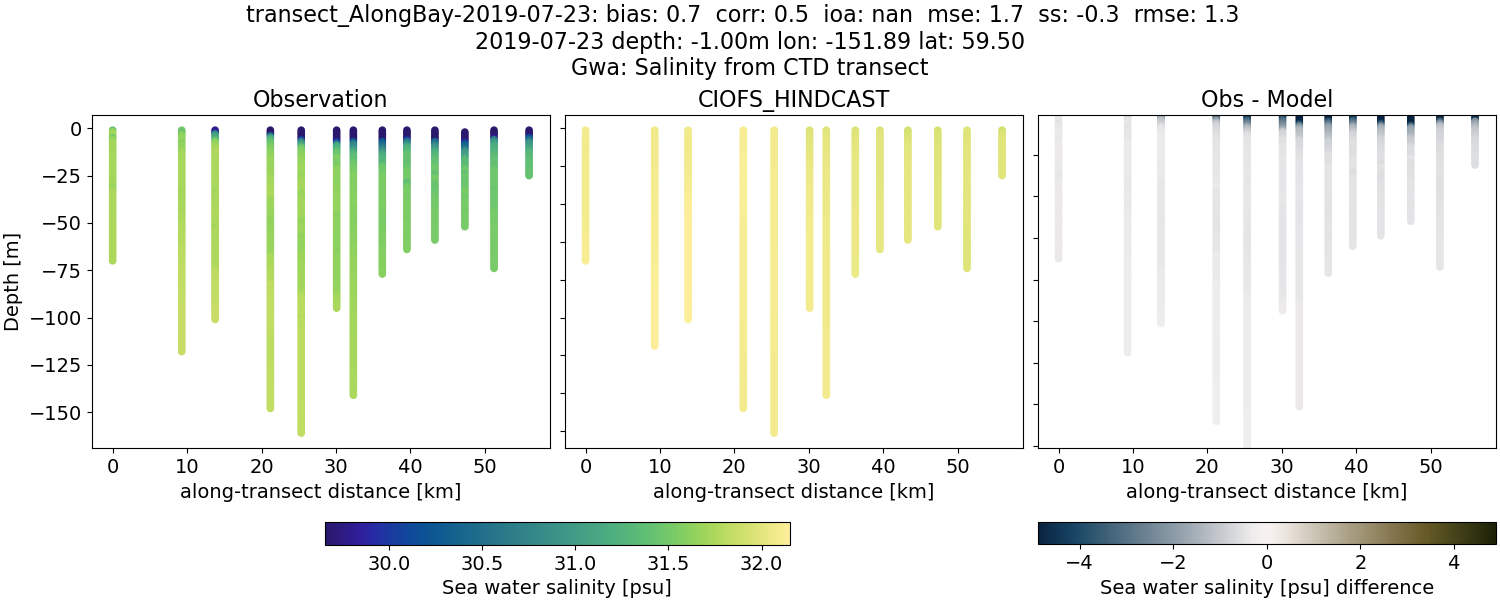 transect_AlongBay-2019-07-23: bias: 0.7 corr: 0.5 ioa: nan mse: 1.7 ss: -0.3 rmse: 1.3
2019-07-23 depth: -1.00m lon: -151.89 lat: 59.50
Gwa: Salinity from CTD transect
Observation
CIOFS_HINDCAST
Obs - Model
Depth [m]
0
−25
−50
−75
−100
−125
−150
0 10 20 30 40 50
0 10 20 30 40 50
0 10 20 30 40 50
along-transect distance [km]
along-transect distance [km]
along-transect distance [km]
30.0 30.5 31.0 31.5 32.0
Sea water salinity [psu]
−4 −2 0 2 4
Sea water salinity [psu] difference